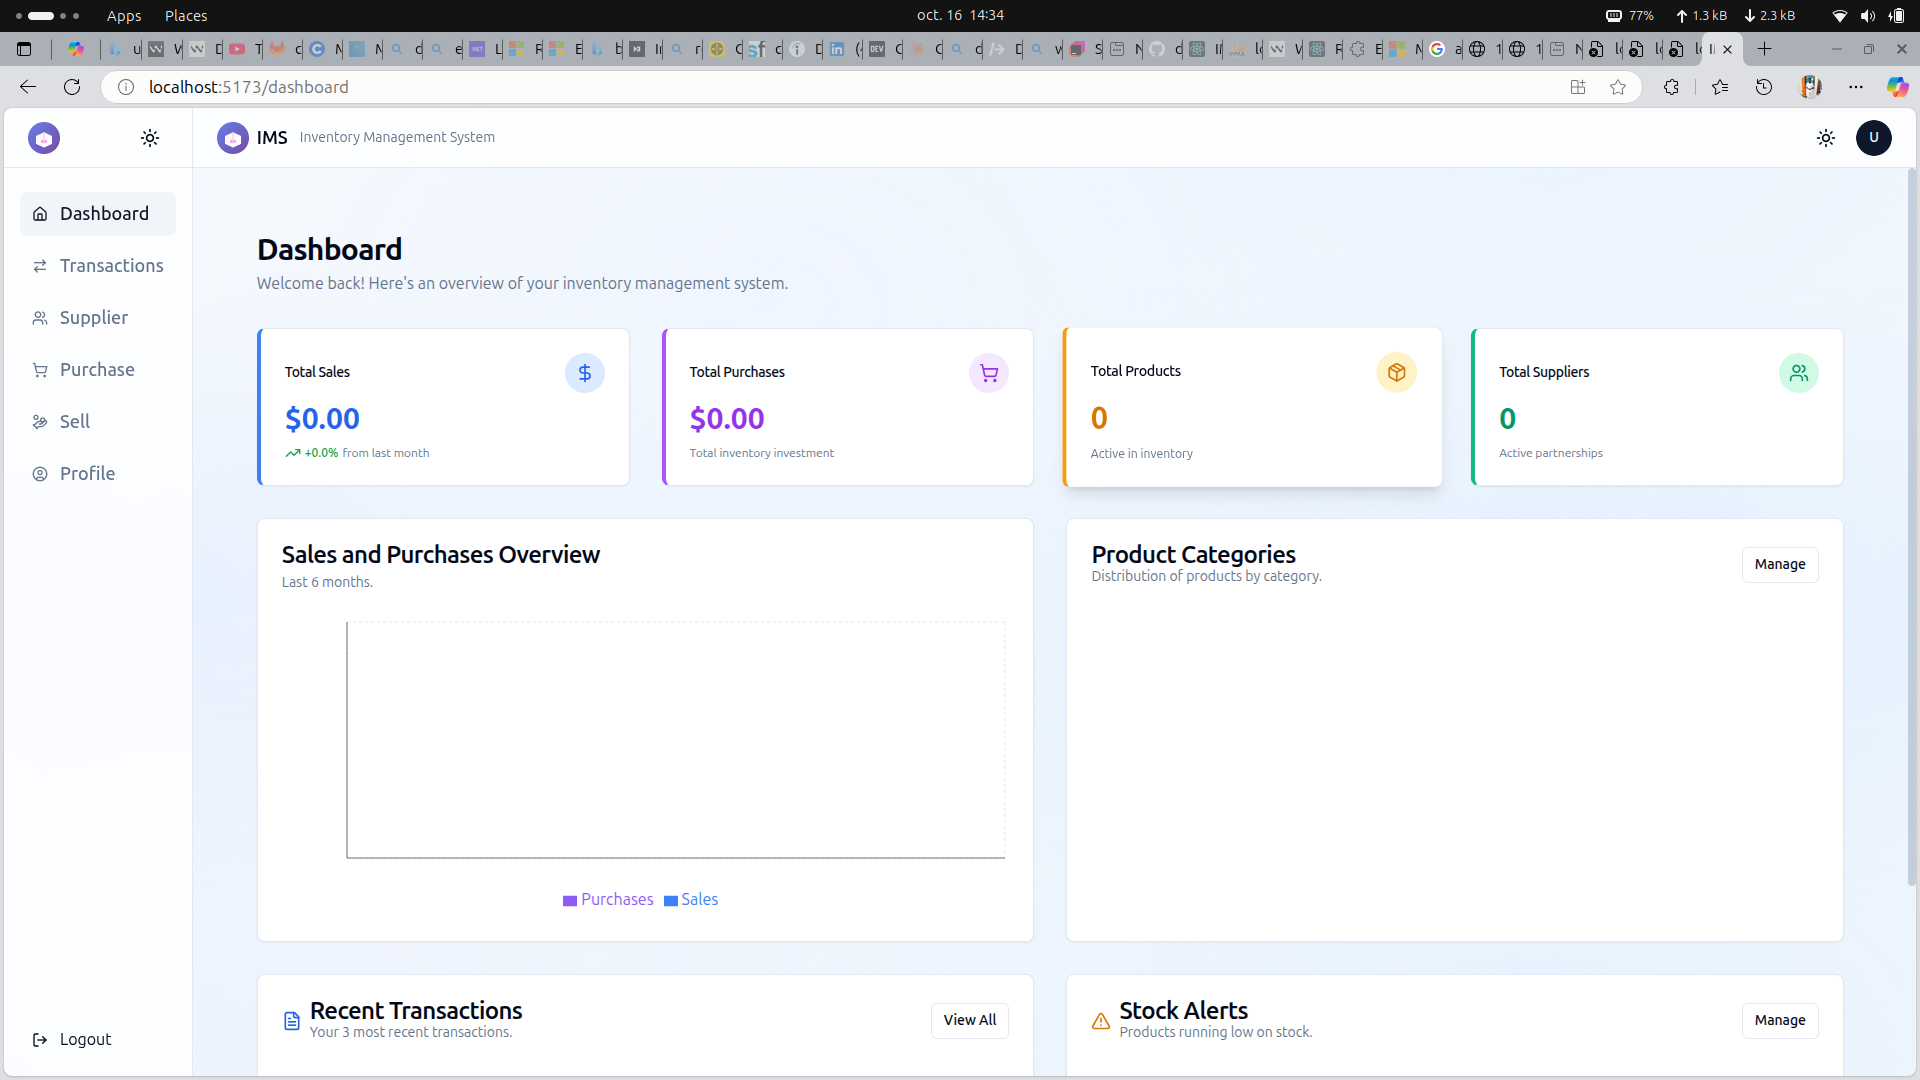 Apps Places oct. 16 14:34 77% 1.3 kB 2.3 kB
localhost:5173/dashboard
IMS Inventory Management System U
Dashboard
Transactions
Supplier
Purchase
Sell
Profile
Logout
Dashboard
Welcome back! Here's an overview of your inventory management system.
Total Sales
$0.00
+0.0% from last month
Total Purchases
$0.00
Total inventory investment
Total Products
0
Active in inventory
Total Suppliers
0
Active partnerships
Sales and Purchases Overview
Last 6 months.
Purchases Sales
Product Categories
Distribution of products by category.
Manage
Recent Transactions
Your 3 most recent transactions.
View All
Stock Alerts
Products running low on stock.
Manage